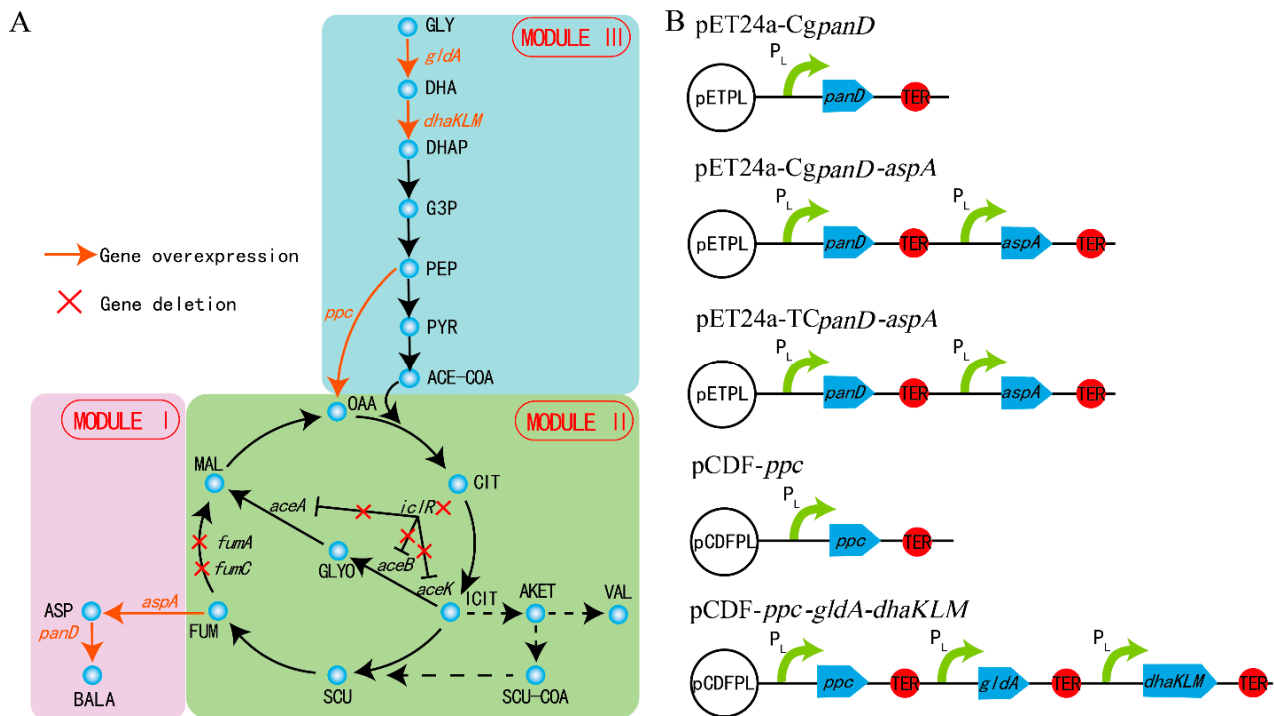 A
MODULE III
GLY
gldA
DHA
dhaKLM
DHAP
G3P
PEP
ppc
PYR
ACE-COA
Gene overexpression
Gene deletion
MODULE I
MODULE II
OAA
MAL
CIT
aceA
iclR
fumA
fumC
GLYO
aceB
aceK
ICIT
AKET
VAL
ASP
aspA
FUM
panD
BALA
SCU
SCU-COA
B
pET24a-CgpanD
PL
pETPL
panD
TER
pET24a-CgpanD-aspA
PL
PL
pETPL
panD
TER
aspA
TER
pET24a-TCpanD-aspA
PL
PL
pETPL
panD
TER
aspA
TER
pCDF-ppc
PL
pCDFPL
ppc
TER
pCDF-ppc-gldA-dhaKLM
PL
PL
PL
pCDFPL
ppc
TER
gldA
TER
dhaKLM
TER